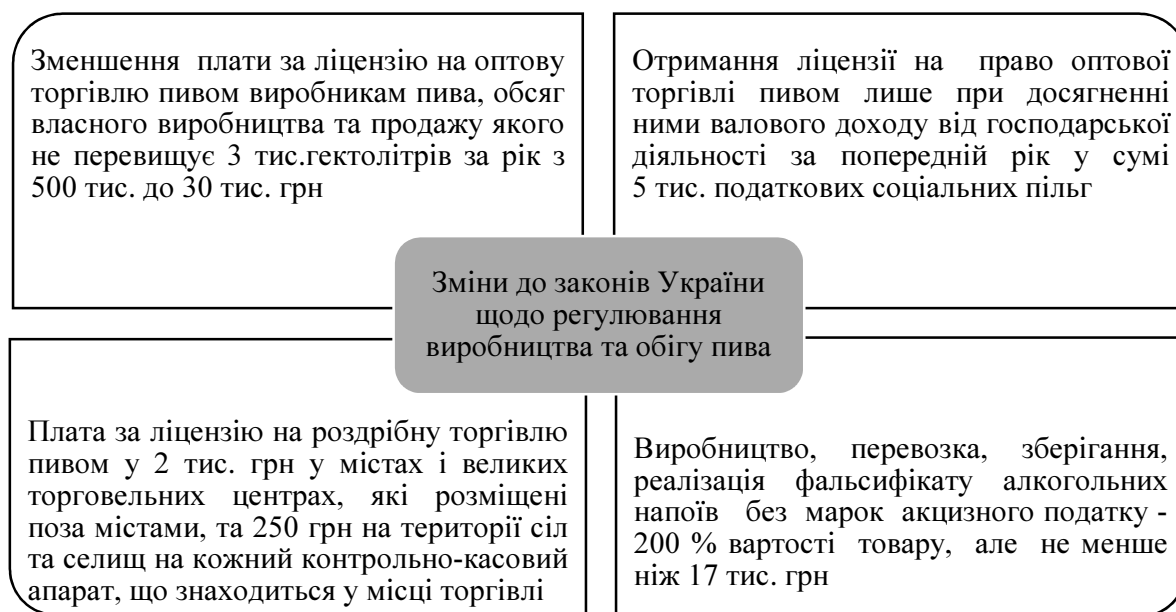 Зменшення плати за ліцензію на оптову
торгівлю пивом виробникам пива, обсяг
власного виробництва та продажу якого
не перевищує 3 тис.гектолітрів за рік з
500 тис. до 30 тис. грн
Отримання ліцензії на право оптової
торгівлі пивом лише при досягненні
ними валового доходу від господарської
діяльності за попередній рік у сумі
5 тис. податкових соціальних пільг
Зміни до законів України
щодо регулювання
виробництва та обігу пива
Плата за ліцензію на роздрібну торгівлю
пивом у 2 тис. грн у містах і великих
торговельних центрах, які розміщені
поза містами, та 250 грн на території сіл
та селищ на кожний контрольно-касовий
апарат, що знаходиться у місці торгівлі
Виробництво, перевозка, зберігання,
реалізація фальсифікату алкогольних
напоїв без марок акцизного податку -
200 % вартості товару, але не менше
ніж 17 тис. грн